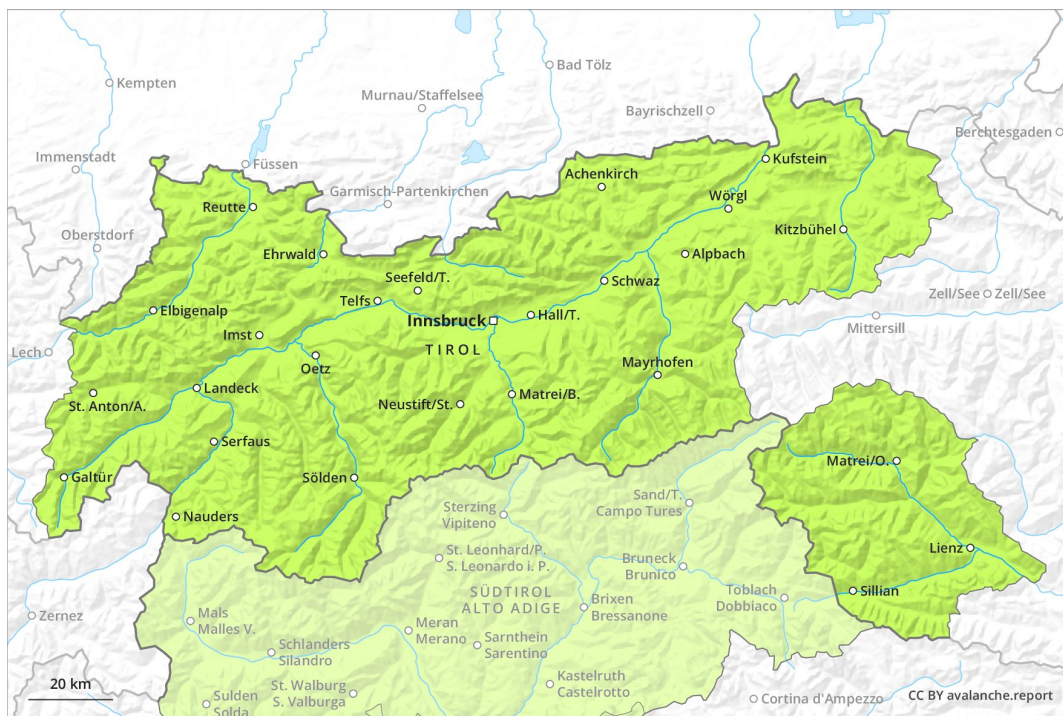 Kempten
Bad Tölz
Murnau/Staffelsee
Bayrischzell
Berchtesgaden
Immenstadt
Füssen
Kufstein
Achenkirch
Garmisch-Partenkirchen
Wörgl
Reutte
Oberstdorf
Kitzbühel
Ehrwald
Alpbach
Seefeld/T.
Schwaz
Zell/See
Zell/See
Telfs
Elbigenalp
Hall/T.
Innsbruck
Mittersill
Imst
TIROL
Lech
Oetz
Mayrhofen
Landeck
Matrei/B.
St. Anton/A.
Neustift/St.
Serfaus
Matrei/O.
Galtür
Sölden
Sand/T.
Campo Tures
Sterzing
Vipiteno
Nauders
Lienz
St. Leonhard/P.
S. Leonardo i. P.
Bruneck
Brunico
Sillian
SÜDTIROL
ALTO ADIGE
Toblach
Dobbiaco
Brixen
Bressanone
Zernez
Mals
Malles V.
Meran
Merano
Sarnthein
Sarentino
Schlanders
Silandro
Kastelruth
Castelrotto
20 km
St. Walburg
S. Valburga
Sulden
Solda
Cortina d'Ampezzo
CC BY avalanche.report